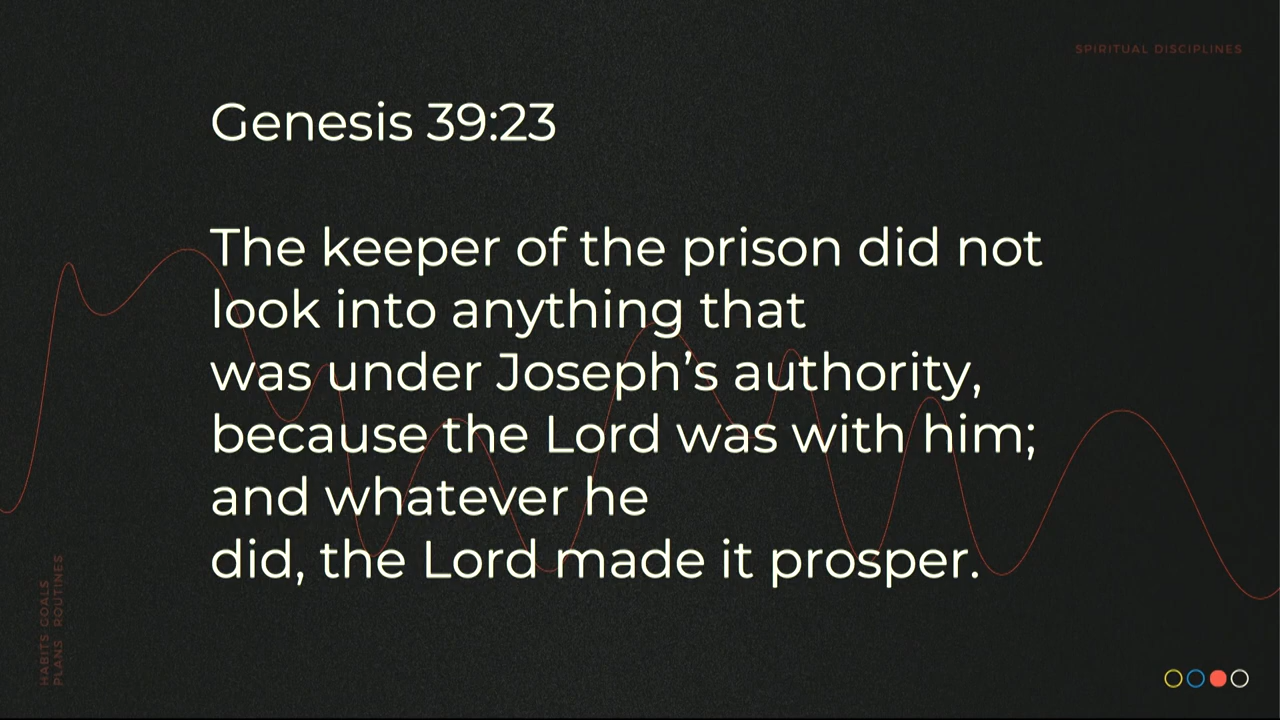 SPIRITUAL DISCIPLINES
Genesis 39:23
The keeper of the prison did not
look into anything that
was under Joseph’s authority,
because the Lord was with him;
and whatever he
did, the Lord made it prosper.
HABITS GOALS
PLANS ROUTINES